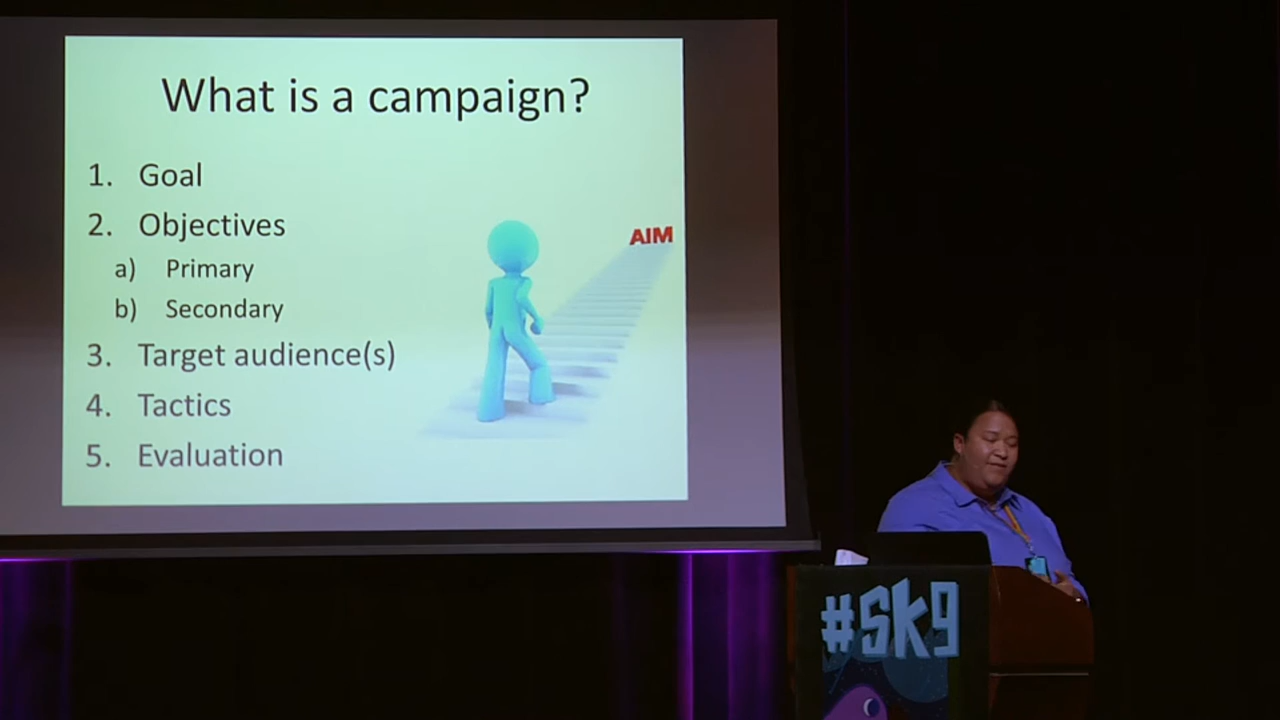 What is a campaign?
1. Goal
2. Objectives
a) Primary
b) Secondary
3. Target audience(s)
4. Tactics
5. Evaluation
AIM
#SK9